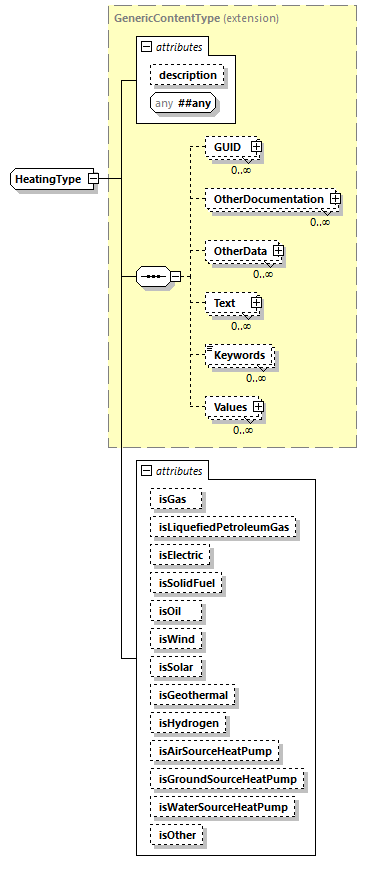 GenericContentType (extension)
attributes
description
any ##any
HeatingType
GUID
0..∞
OtherDocumentation
0..∞
OtherData
0..∞
Text
0..∞
Keywords
0..∞
Values
0..∞
attributes
isGas
isLiquefiedPetroleumGas
isElectric
isSolidFuel
isOil
isWind
isSolar
isGeothermal
isHydrogen
isAirSourceHeatPump
isGroundSourceHeatPump
isWaterSourceHeatPump
isOther